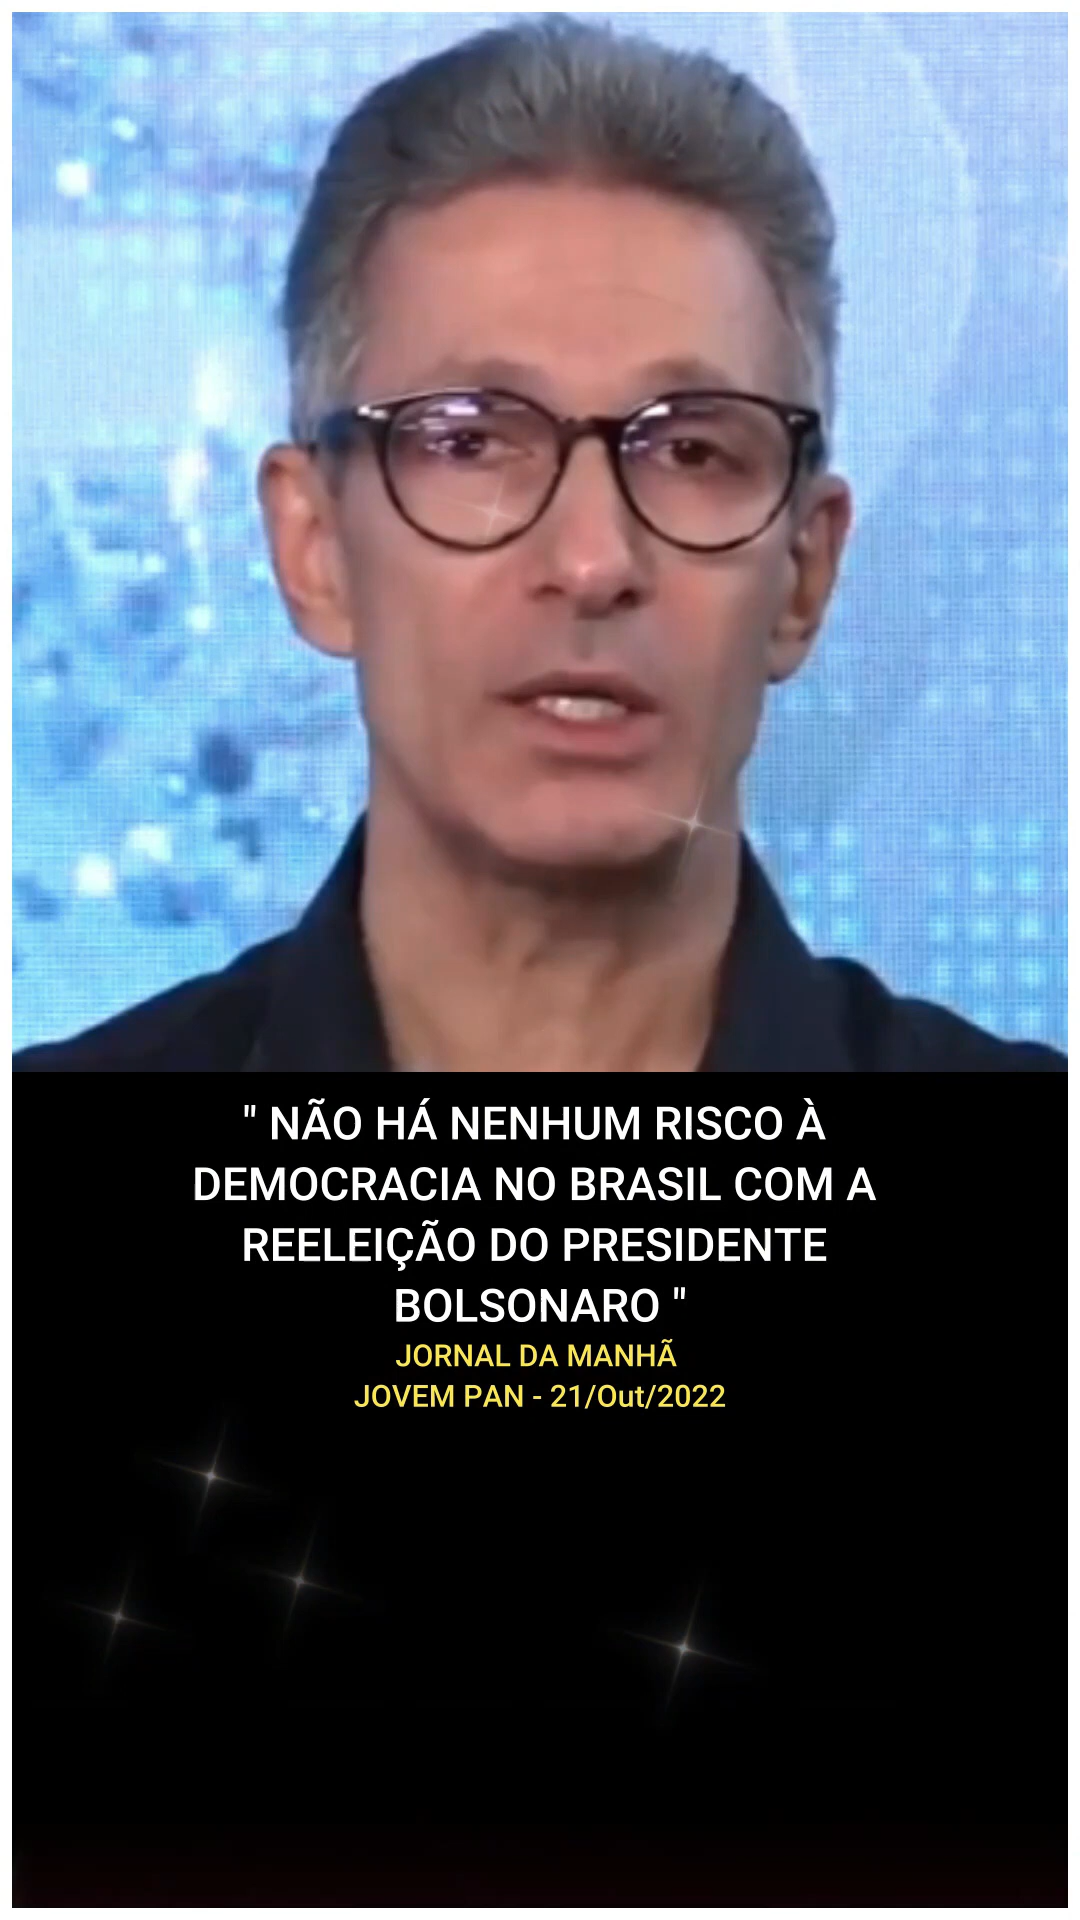 " NÃO HÁ NENHUM RISCO À
DEMOCRACIA NO BRASIL COM A
REELEIÇÃO DO PRESIDENTE
BOLSONARO "
JORNAL DA MANHÃ
JOVEM PAN - 21/Out/2022